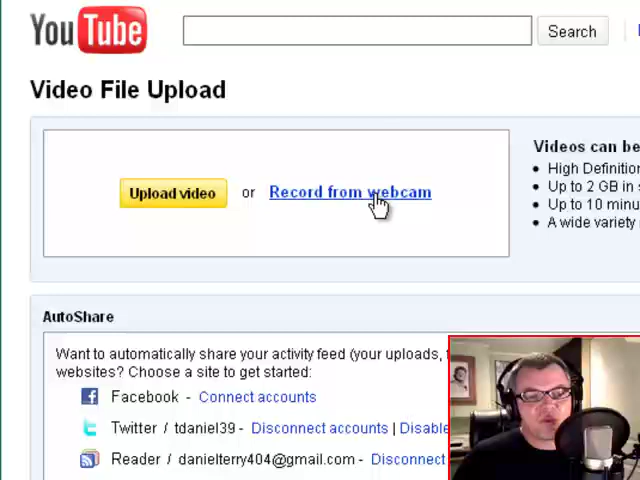 YouTube
Search
Video File Upload
Upload video or Record from webcam
Videos can be
High Definition
Up to 2 GB in
Up to 10 minu
A wide variety
AutoShare
Want to automatically share your activity feed (your uploads,
websites? Choose a site to get started:
Facebook - Connect accounts
Twitter / tdaniel39 - Disconnect accounts | Disable
Reader / danielterry404@gmail.com - Disconnect